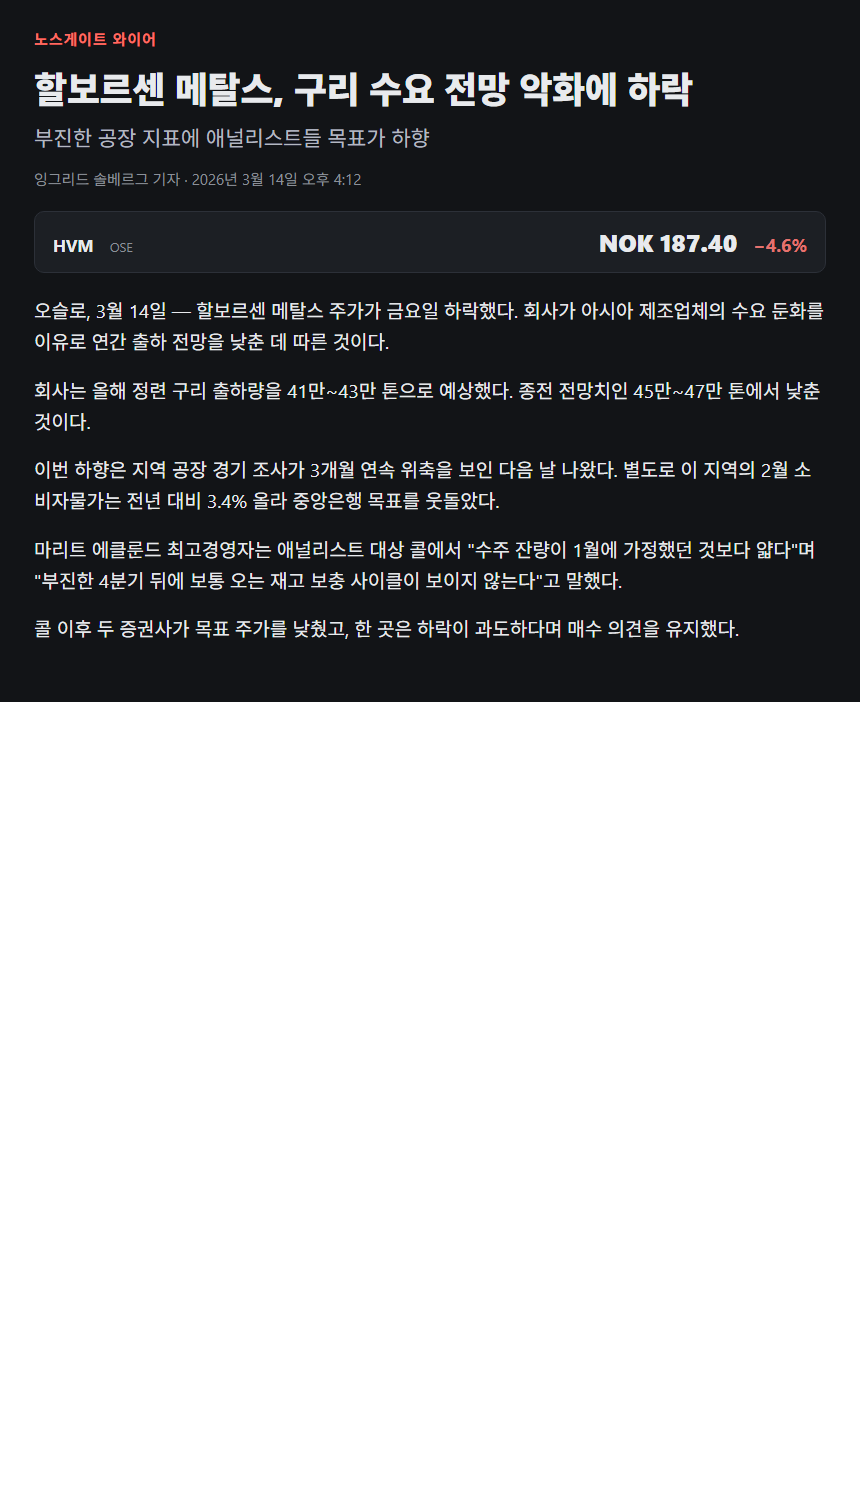 노스게이트 와이어
할보르센 메탈스, 구리 수요 전망 악화에 하락
부진한 공장 지표에 애널리스트들 목표가 하향
잉그리드 솔베르그 기자 · 2026년 3월 14일 오후 4:12
HVM OSE NOK 187.40 −4.6%
오슬로, 3월 14일 — 할보르센 메탈스 주가가 금요일 하락했다. 회사가 아시아 제조업체의 수요 둔화를
이유로 연간 출하 전망을 낮춘 데 따른 것이다.
회사는 올해 정련 구리 출하량을 41만~43만 톤으로 예상했다. 종전 전망치인 45만~47만 톤에서 낮춘
것이다.
이번 하향은 지역 공장 경기 조사가 3개월 연속 위축을 보인 다음 날 나왔다. 별도로 이 지역의 2월 소
비자물가는 전년 대비 3.4% 올라 중앙은행 목표를 웃돌았다.
마리트 에클룬드 최고경영자는 애널리스트 대상 콜에서 "수주 잔량이 1월에 가정했던 것보다 얇다"며
"부진한 4분기 뒤에 보통 오는 재고 보충 사이클이 보이지 않는다"고 말했다.
콜 이후 두 증권사가 목표 주가를 낮췄고, 한 곳은 하락이 과도하다며 매수 의견을 유지했다.